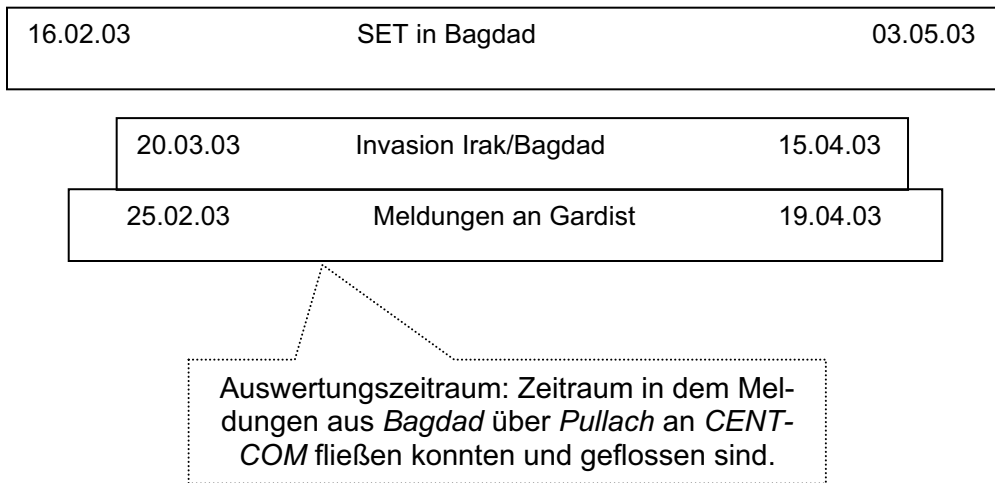 16.02.03 SET in Bagdad 03.05.03
20.03.03 Invasion Irak/Bagdad 15.04.03
25.02.03 Meldungen an Gardist 19.04.03
Auswertungszeitraum: Zeitraum in dem Mel-
dungen aus Bagdad über Pullach an CENT-
COM fließen konnten und geflossen sind.